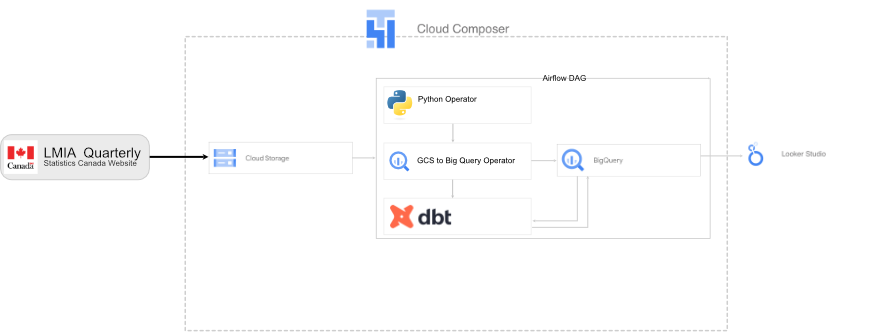 Cloud Composer
Airflow DAG
Python Operator
LMIA Quarterly
Statistics Canada Website
Canadä
Cloud Storage
GCS to Big Query Operator
BigQuery
Looker Studio
dbt